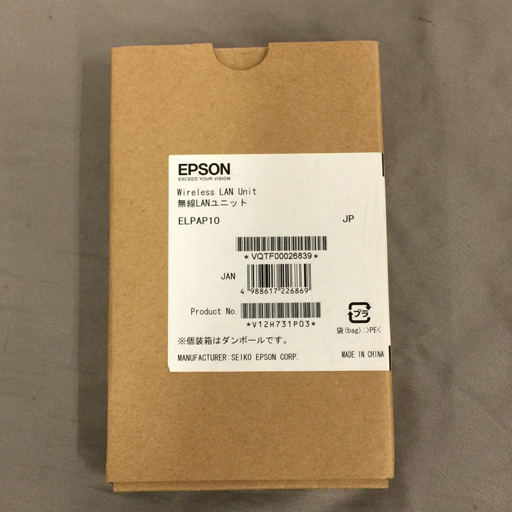 EPSON
EXCEED YOUR VISION
Wireless LAN Unit
無線LANユニット
ELPAP10 JP
*VQTF00026839*
JAN
4 988617 226869
Product No.
*V12H731P03*
プラ
袋(bag):>PE<
※個装箱はダンボールです。
MANUFACTURER:SEIKO EPSON CORP. MADE IN CHINA